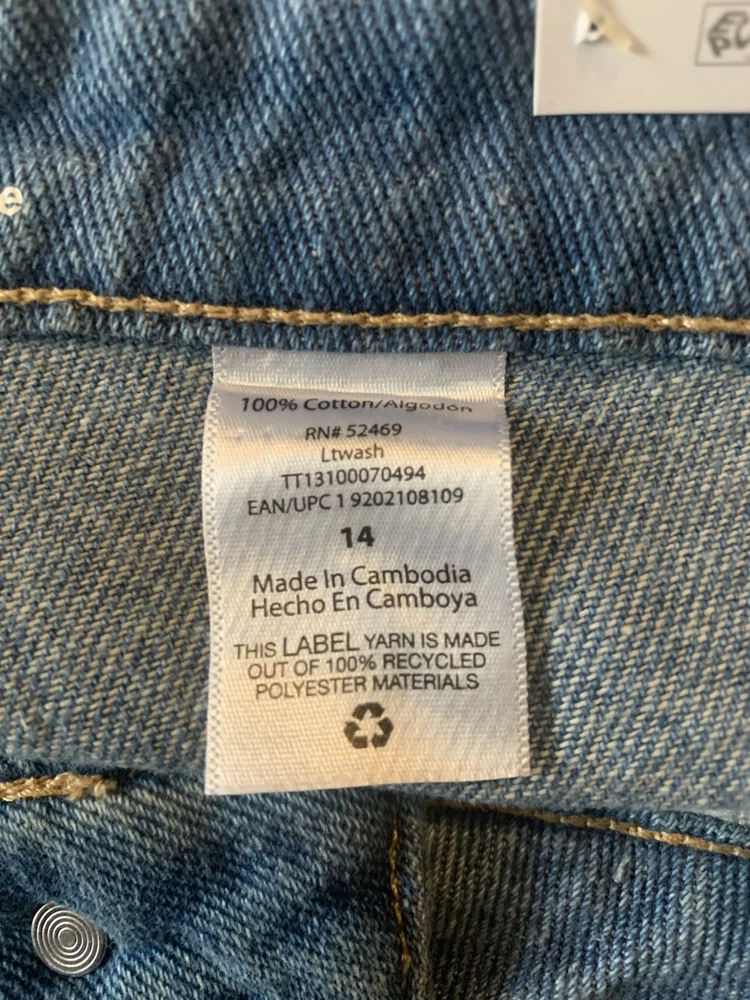 e
100% Cotton/Algodón
RN# 52469
Ltwash
TT13100070494
EAN/UPC 1 9202108109
14
Made In Cambodia
Hecho En Camboya
THIS LABEL YARN IS MADE
OUT OF 100% RECYCLED
POLYESTER MATERIALS